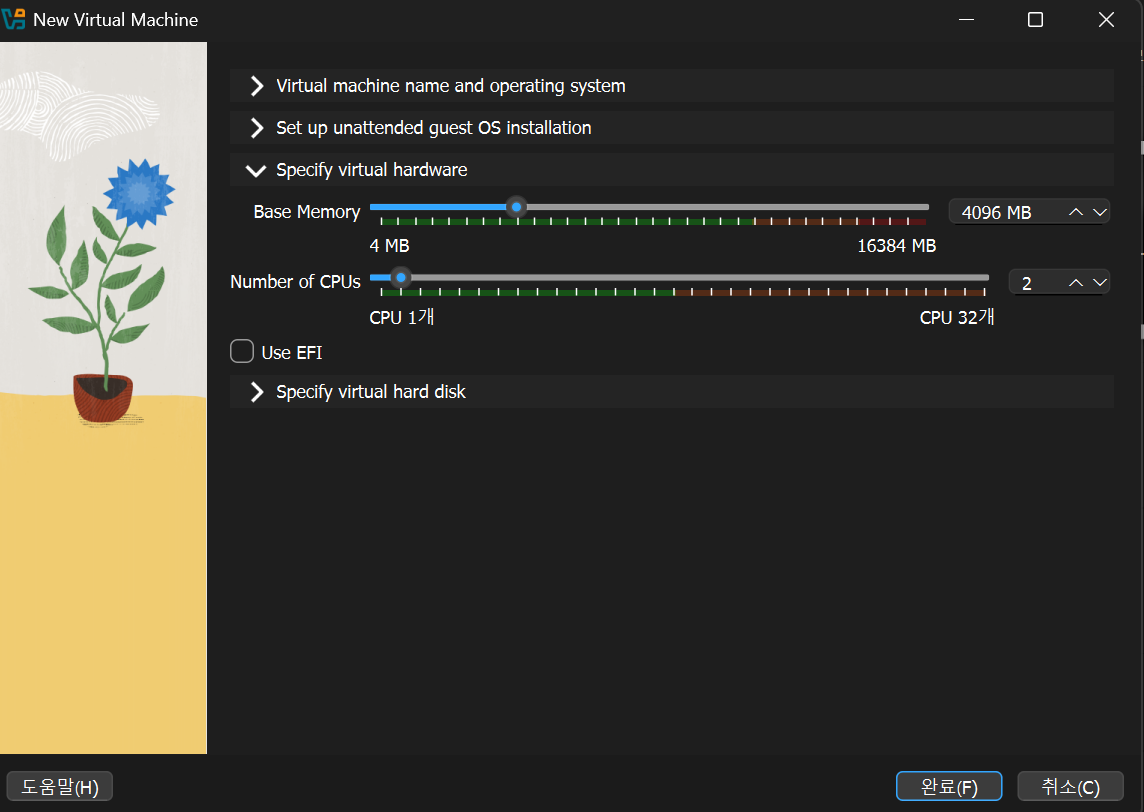 New Virtual Machine
Virtual machine name and operating system
Set up unattended guest OS installation
Specify virtual hardware
Base Memory 4096 MB
4 MB 16384 MB
Number of CPUs 2
CPU 1개 CPU 32개
Use EFI
Specify virtual hard disk
도움말(H) 완료(F) 취소(C)